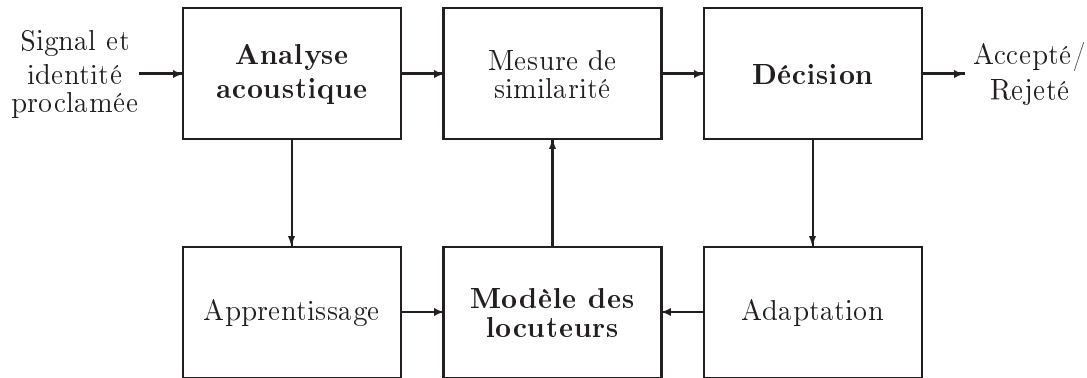 Signal et
identité
proclamée
Analyse
acoustique
Mesure de
similarité
Décision
Accepté/
Rejeté
Apprentissage
Modèle des
locuteurs
Adaptation